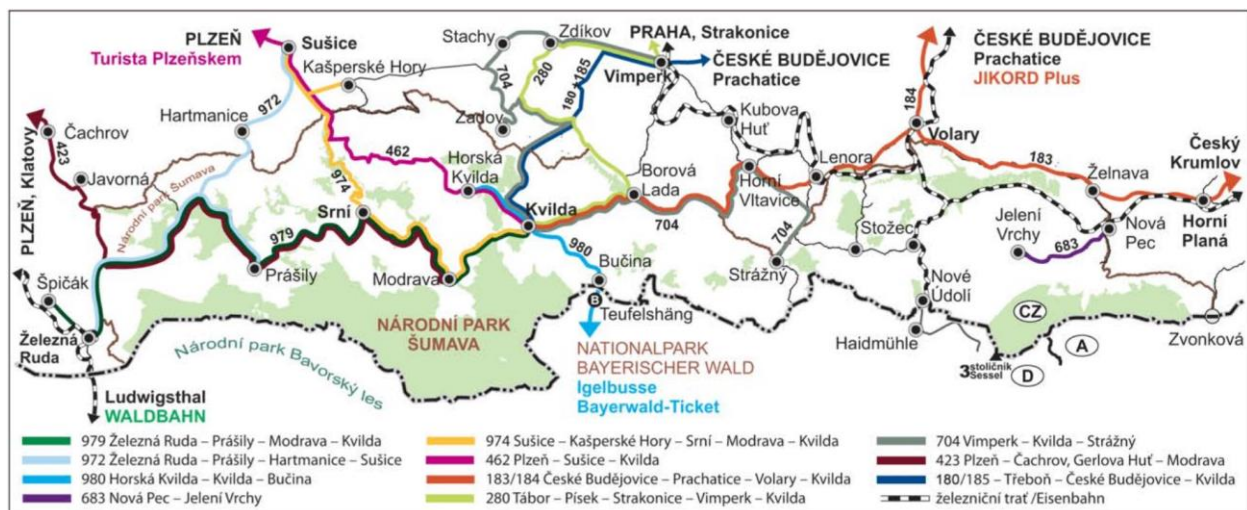 PLZEŇ
Turista Plzeňskem
Sušice
Kašperské Hory
Stachy
Zdíkov
PRAHA, Strakonice
Vimperk
ČESKÉ BUDĚJOVICE
Prachatice
ČESKÉ BUDĚJOVICE
Prachatice
JIKORD Plus
972
704
280
180+185
184
Hartmanice
Čachrov
423
Javorná
PLZEŇ, Klatovy
Národní park Šumava
462
974
Zadov
Horská
Kvilda
Kubova
Huť
Volary
183
Český
Krumlov
Borová
Lada
Lenora
Horní
Vltavice
Želnava
Horní
Planá
Srní
Kvilda
704
704
Stožec
Jelení
Vrchy
683
Nová
Pec
979
Prášily
Modrava
980
Bučina
Strážný
Špičák
Železná
Ruda
B
Teufelshäng
Nové
Údolí
CZ
Haidmühle
A
Zvonková
3 stoličník
Sessel
D
Národní park Bavorský les
NÁRODNÍ PARK
ŠUMAVA
NATIONALPARK
BAYERISCHER WALD
Igelbusse
Bayerwald-Ticket
Ludwigsthal
WALDBAHN
979 Železná Ruda – Prášily – Modrava – Kvilda
972 Železná Ruda – Prášily – Hartmanice – Sušice
980 Horská Kvilda – Kvilda – Bučina
683 Nová Pec – Jelení Vrchy
974 Sušice – Kašperské Hory – Srní – Modrava – Kvilda
462 Plzeň – Sušice – Kvilda
183/184 České Budějovice – Prachatice – Volary – Kvilda
280 Tábor – Písek – Strakonice – Vimperk – Kvilda
704 Vimperk – Kvilda – Strážný
423 Plzeň – Čachrov, Gerlova Huť – Modrava
180/185 – Třeboň – České Budějovice – Kvilda
železniční trať /Eisenbahn